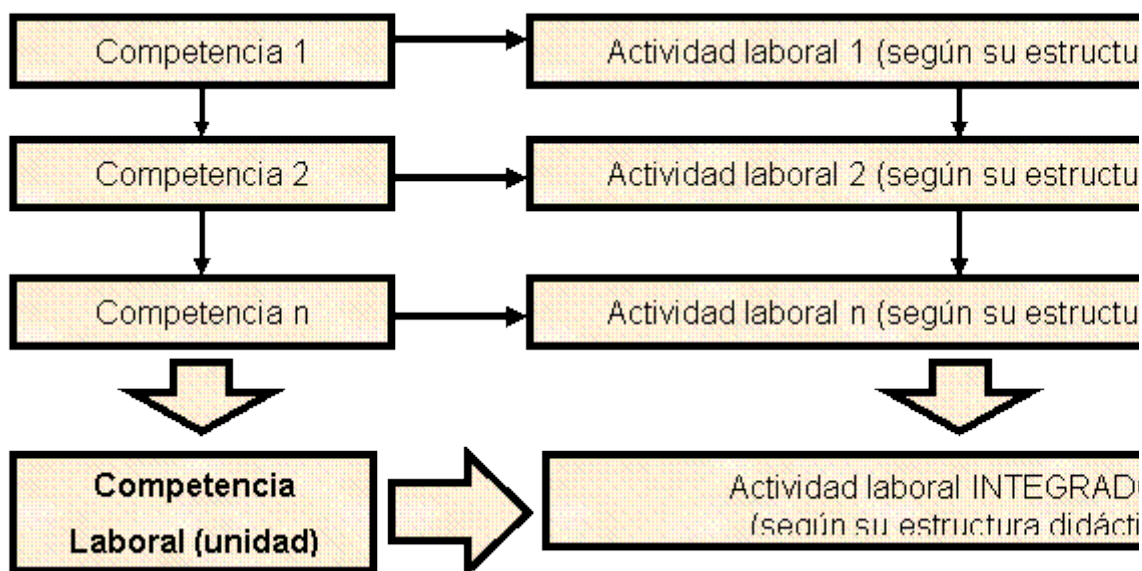 Competencia 1
Actividad laboral 1 (según su estructu
Competencia 2
Actividad laboral 2 (según su estructu
Competencia n
Actividad laboral n (según su estructu
Competencia
Laboral (unidad)
Actividad laboral INTEGRADO
(según su estructura didácti